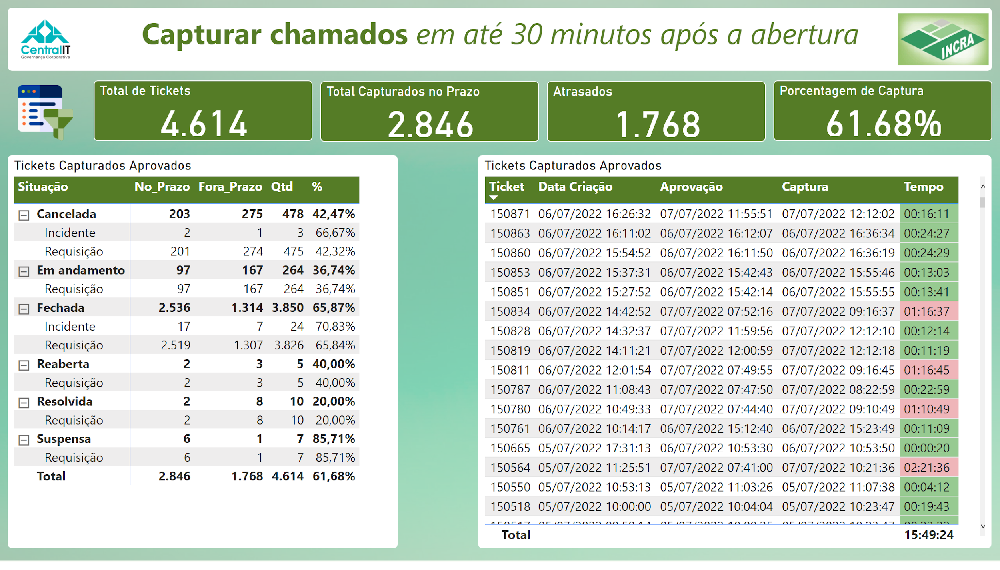 CentralIT
Governança Corporativa
Capturar chamados em até 30 minutos após a abertura
INCRA
Total de Tickets
4.614
Total Capturados no Prazo
2.846
Atrasados
1.768
Porcentagem de Captura
61.68%
Tickets Capturados Aprovados
Situação No_Prazo Fora_Prazo Qtd %
Cancelada 203 275 478 42,47%
Incidente 2 1 3 66,67%
Requisição 201 274 475 42,32%
Em andamento 97 167 264 36,74%
Requisição 97 167 264 36,74%
Fechada 2.536 1.314 3.850 65,87%
Incidente 17 7 24 70,83%
Requisição 2.519 1.307 3.826 65,84%
Reaberta 2 3 5 40,00%
Requisição 2 3 5 40,00%
Resolvida 2 8 10 20,00%
Requisição 2 8 10 20,00%
Suspensa 6 1 7 85,71%
Requisição 6 1 7 85,71%
Total 2.846 1.768 4.614 61,68%
Tickets Capturados Aprovados
Ticket Data Criação Aprovação Captura Tempo
150871 06/07/2022 16:26:32 07/07/2022 11:55:51 07/07/2022 12:12:02 00:16:11
150863 06/07/2022 16:11:02 06/07/2022 16:12:07 06/07/2022 16:36:34 00:24:27
150860 06/07/2022 15:54:52 06/07/2022 16:11:50 06/07/2022 16:36:19 00:24:29
150853 06/07/2022 15:37:31 06/07/2022 15:42:43 06/07/2022 15:55:46 00:13:03
150851 06/07/2022 15:27:52 06/07/2022 15:42:14 06/07/2022 15:55:55 00:13:41
150834 06/07/2022 14:42:52 07/07/2022 07:52:16 07/07/2022 09:16:37 01:16:37
150828 06/07/2022 14:32:37 07/07/2022 11:59:56 07/07/2022 12:12:10 00:12:14
150819 06/07/2022 14:11:21 07/07/2022 12:00:59 07/07/2022 12:12:18 00:11:19
150811 06/07/2022 12:01:54 07/07/2022 07:49:55 07/07/2022 09:16:45 01:16:45
150787 06/07/2022 11:08:43 07/07/2022 07:47:50 07/07/2022 08:22:59 00:22:59
150780 06/07/2022 10:49:33 07/07/2022 07:44:40 07/07/2022 09:10:49 01:10:49
150761 06/07/2022 10:14:17 06/07/2022 15:12:40 06/07/2022 15:23:49 00:11:09
150665 05/07/2022 17:31:13 06/07/2022 10:53:30 06/07/2022 10:53:50 00:00:20
150564 05/07/2022 11:25:51 07/07/2022 07:41:00 07/07/2022 10:21:36 02:21:36
150550 05/07/2022 10:53:13 05/07/2022 11:03:26 05/07/2022 11:07:38 00:04:12
150518 05/07/2022 10:00:00 05/07/2022 10:04:04 05/07/2022 10:23:47 00:19:43
Total 15:49:24